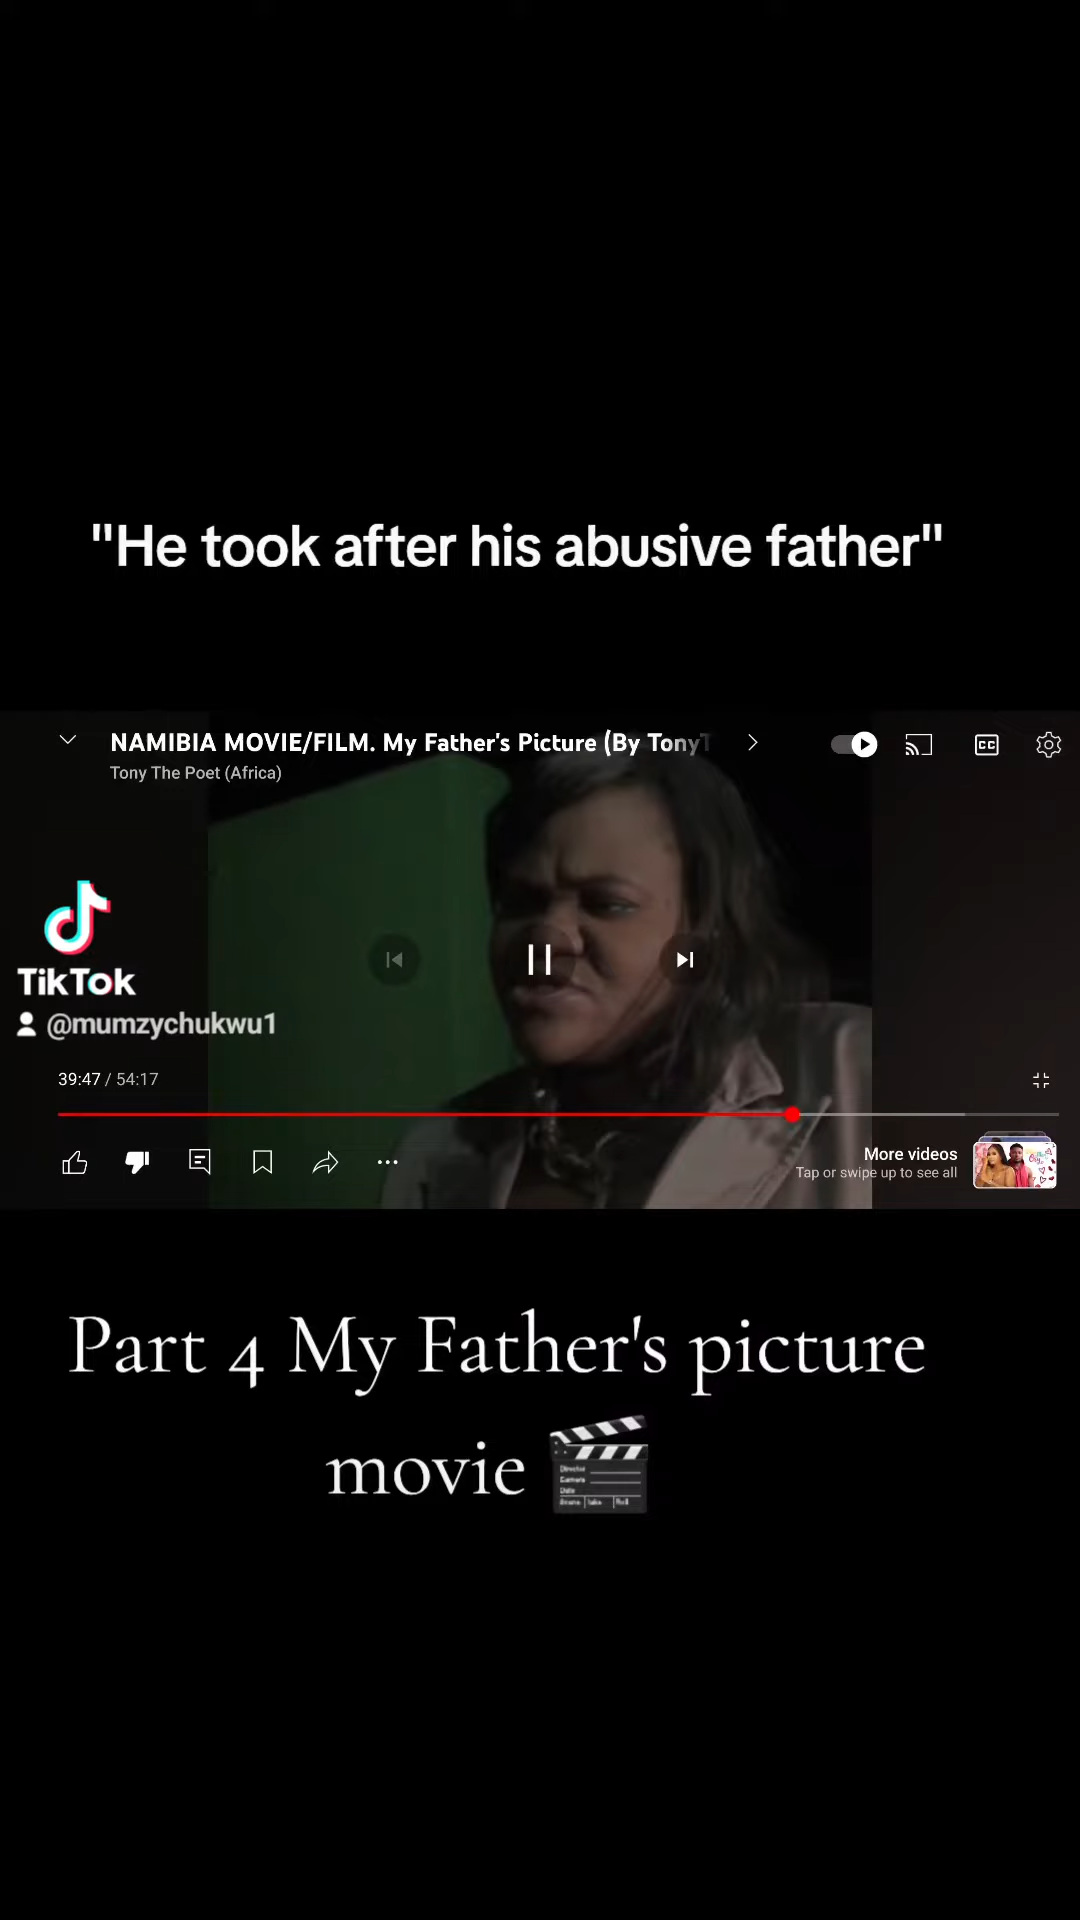 "He took after his abusive father"
NAMIBIA MOVIE/FILM. My Father's Picture (By Tony
Tony The Poet (Africa)
CC
TikTok
@mumzychukwu1
39:47 / 54:17
More videos
Tap or swipe up to see all
Part 4 My Father's picture
movie